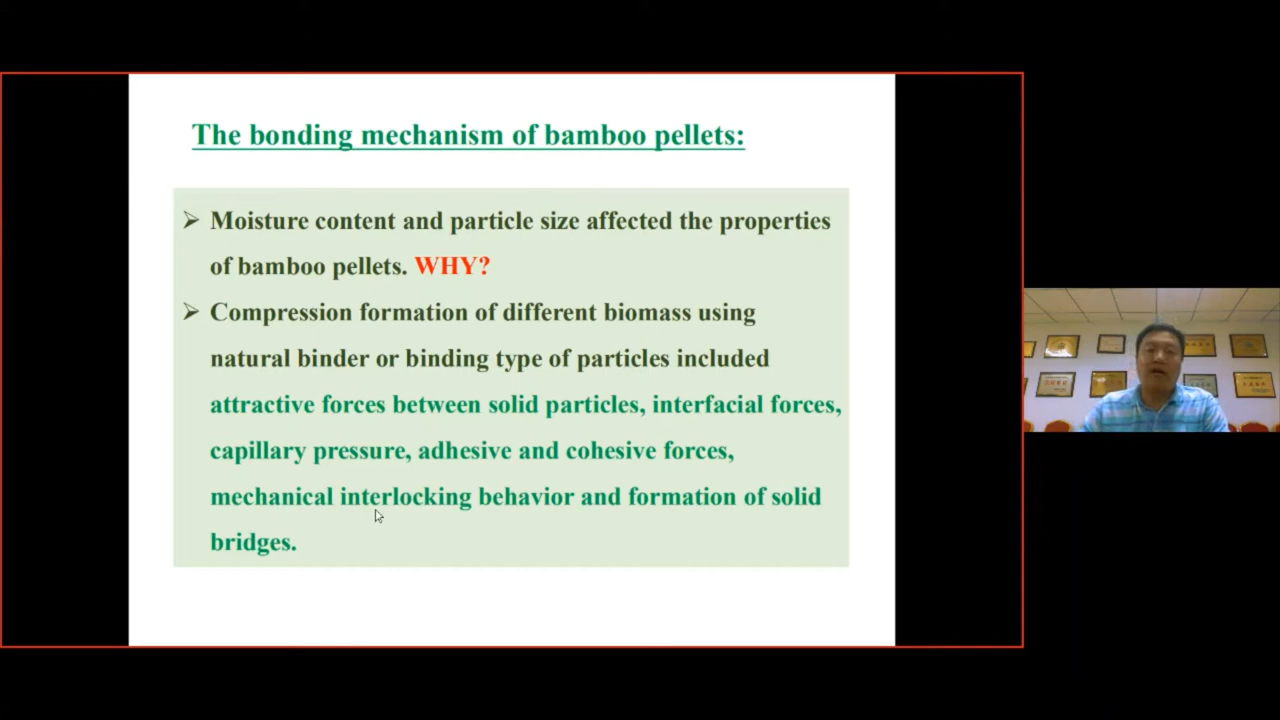 The bonding mechanism of bamboo pellets:
Moisture content and particle size affected the properties
of bamboo pellets. WHY?
Compression formation of different biomass using
natural binder or binding type of particles included
attractive forces between solid particles, interfacial forces,
capillary pressure, adhesive and cohesive forces,
mechanical interlocking behavior and formation of solid
bridges.